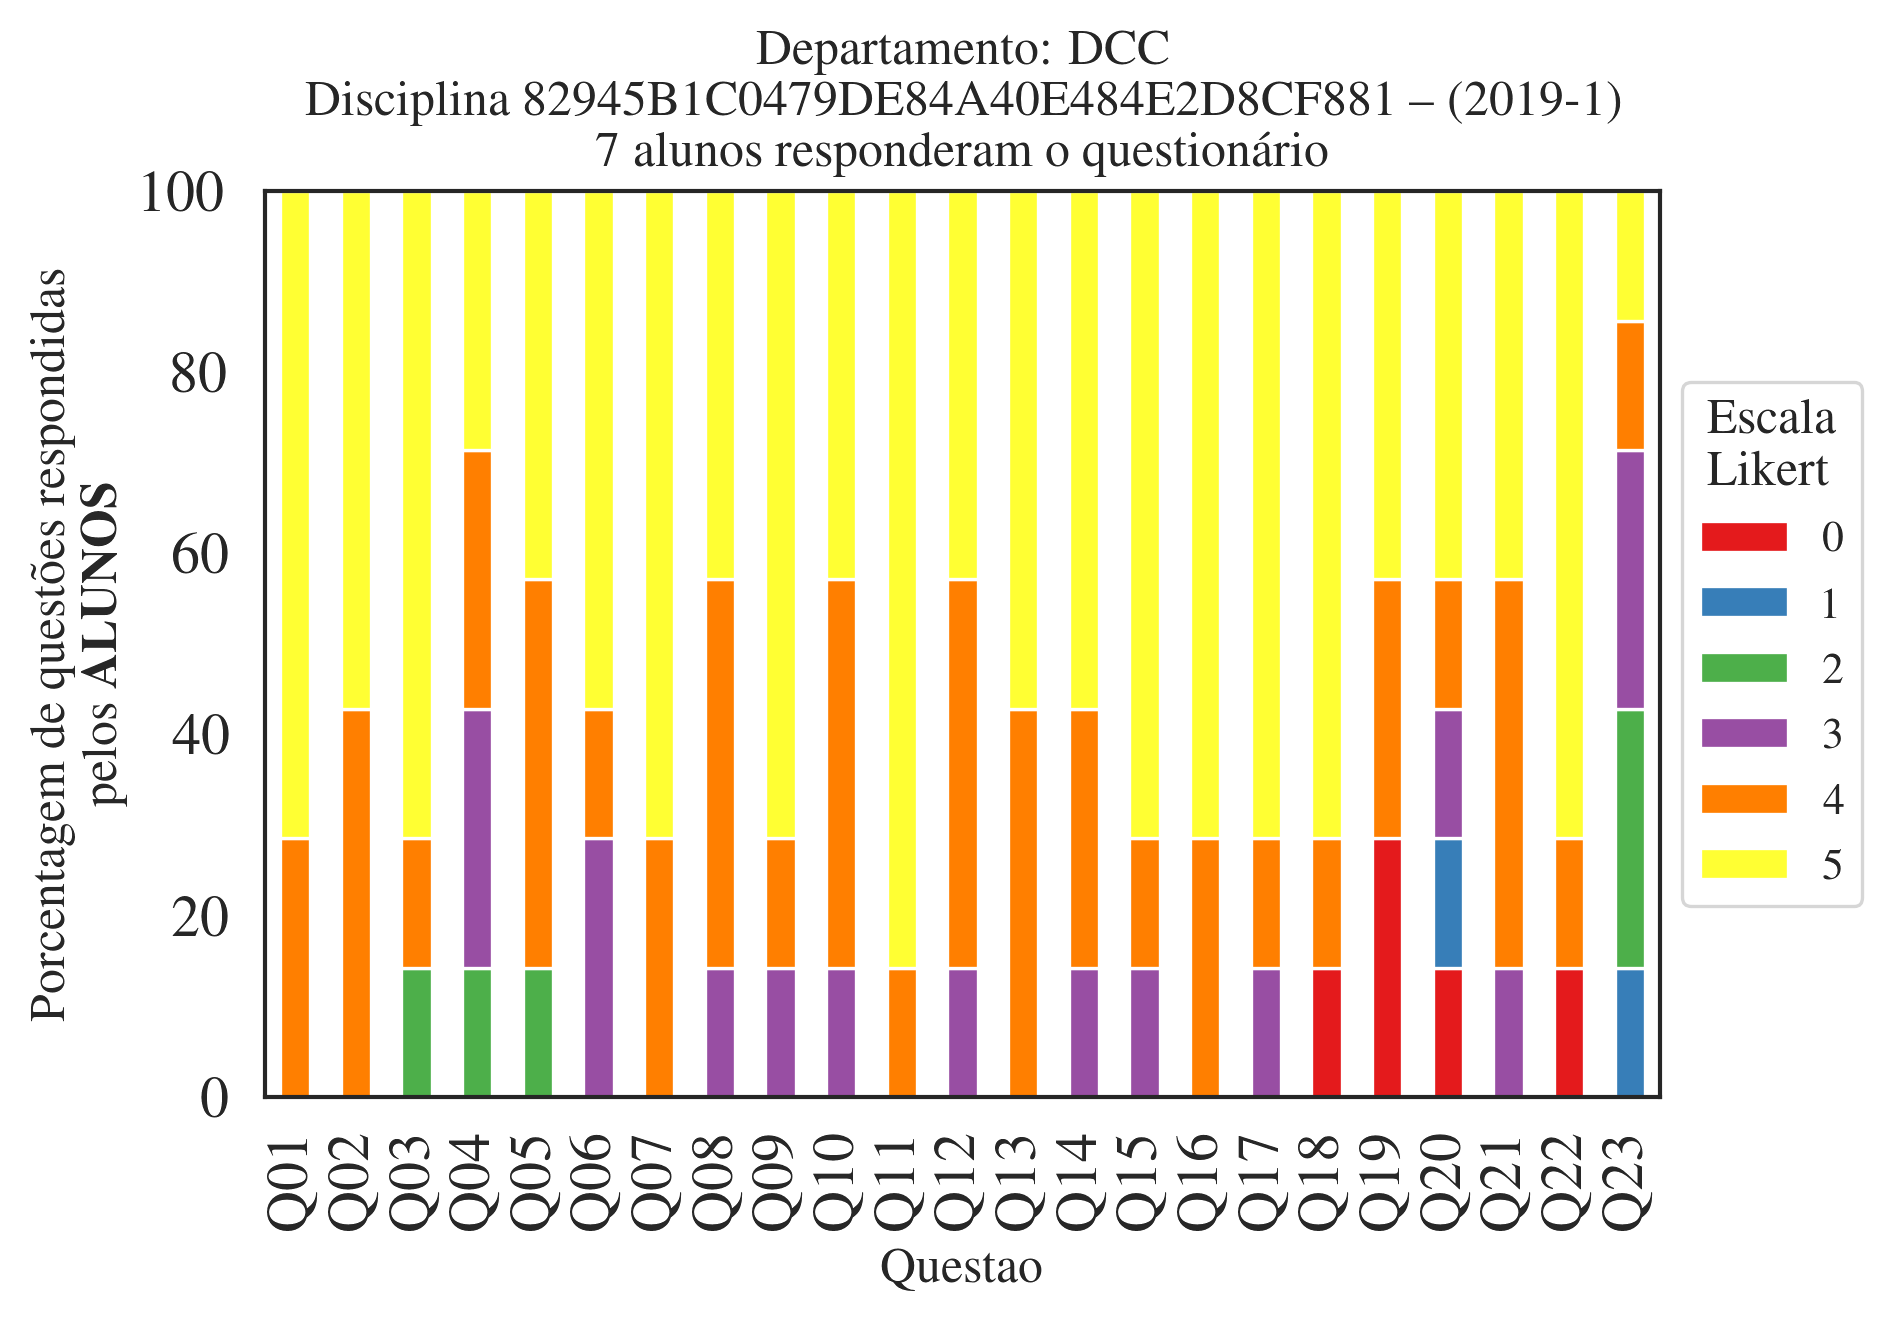 Departamento: DCC
Disciplina 82945B1C0479DE84A40E484E2D8CF881 – (2019-1)
7 alunos responderam o questionário
Porcentagem de questões respondidas
pelos ALUNOS
100
80
60
40
20
0
Q01
Q02
Q03
Q04
Q05
Q06
Q07
Q08
Q09
Q10
Q11
Q12
Q13
Q14
Q15
Q16
Q17
Q18
Q19
Q20
Q21
Q22
Q23
Questao
Escala
Likert
0
1
2
3
4
5